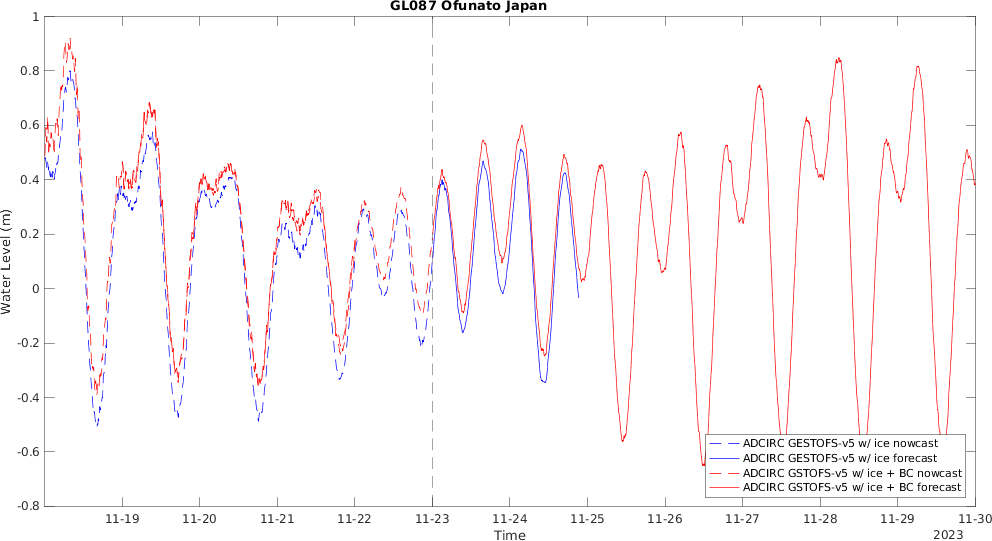 GL087 Ofunato Japan
1
0.8
0.6
0.4
0.2
0
-0.2
-0.4
-0.6
-0.8
Water Level (m)
ADCIRC GESTOFS-v5 w/ ice nowcast
ADCIRC GESTOFS-v5 w/ ice forecast
ADCIRC GSTOFS-v5 w/ ice + BC nowcast
ADCIRC GSTOFS-v5 w/ ice + BC forecast
11-19 11-20 11-21 11-22 11-23 11-24 11-25 11-26 11-27 11-28 11-29 11-30
Time
2023